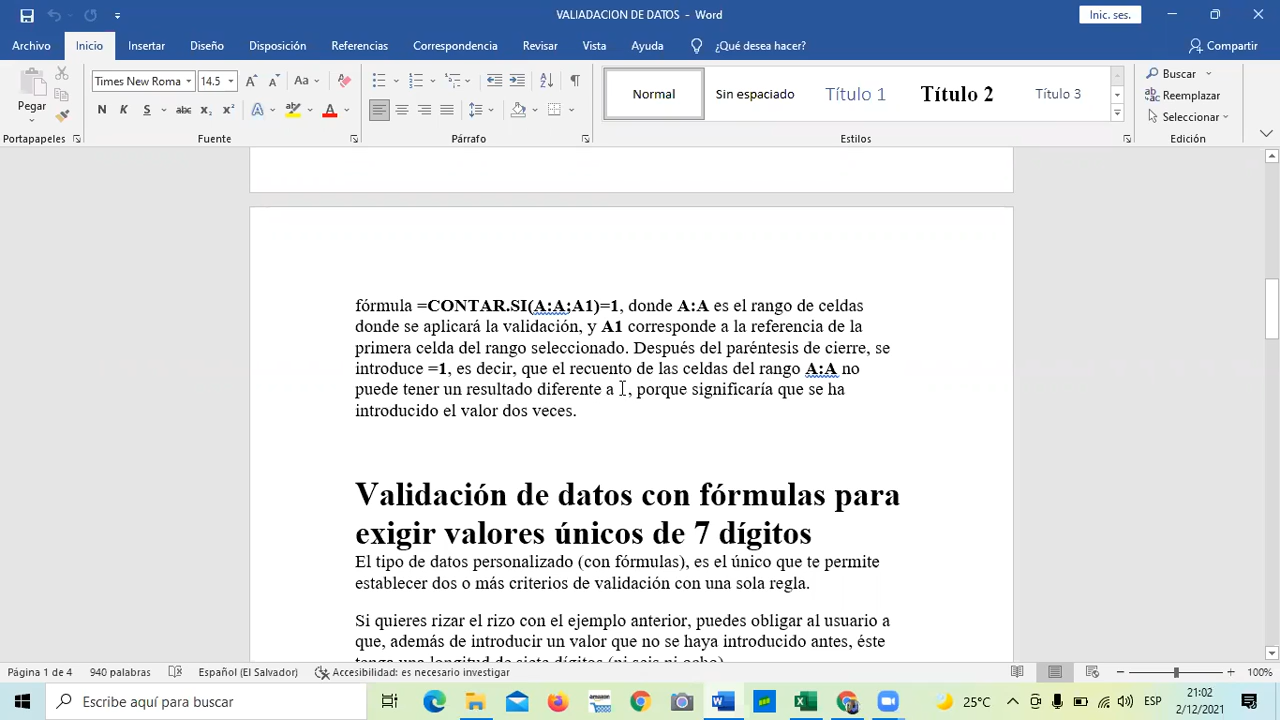 VALIADACION DE DATOS - Word
Inic. ses.
Archivo Inicio Insertar Diseño Disposición Referencias Correspondencia Revisar Vista Ayuda ¿Qué desea hacer? Compartir
Pegar
Times New Roma 14.5
Normal Sin espaciado Título 1 Título 2 Título 3
Buscar
Reemplazar
Seleccionar
Portapapeles Fuente Párrafo Estilos Edición
fórmula =CONTAR.SI(A:A;A1)=1, donde A:A es el rango de celdas
donde se aplicará la validación, y A1 corresponde a la referencia de la
primera celda del rango seleccionado. Después del paréntesis de cierre, se
introduce =1, es decir, que el recuento de las celdas del rango A:A no
puede tener un resultado diferente a , porque significaría que se ha
introducido el valor dos veces.
Validación de datos con fórmulas para
exigir valores únicos de 7 dígitos
El tipo de datos personalizado (con fórmulas), es el único que te permite
establecer dos o más criterios de validación con una sola regla.
Si quieres rizar el rizo con el ejemplo anterior, puedes obligar al usuario a
que, además de introducir un valor que no se haya introducido antes, éste
tenga una longitud de siete dígitos (ni seis ni ocho)
Página 1 de 4 940 palabras Español (El Salvador) Accesibilidad: es necesario investigar 100%
Escribe aquí para buscar
25°C
ESP
21:02
2/12/2021